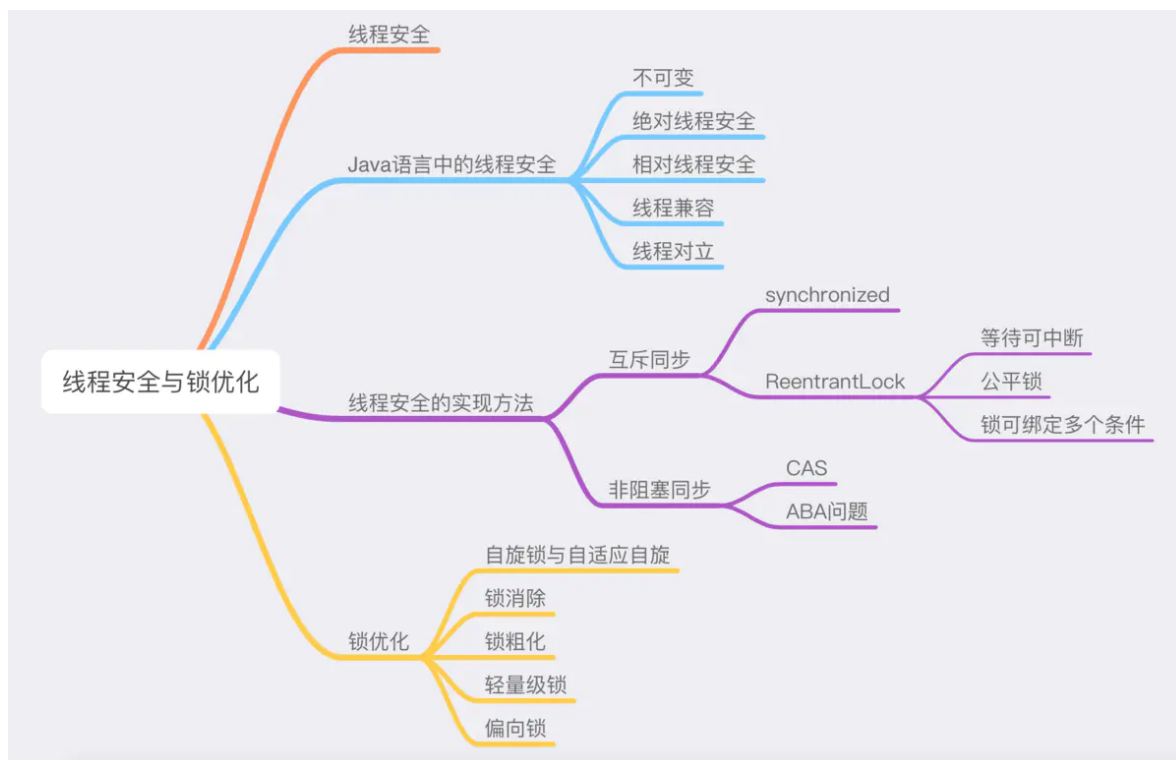 线程安全
不可变
绝对线程安全
Java语言中的线程安全
相对线程安全
线程兼容
线程对立
synchronized
等待可中断
互斥同步
ReentrantLock
公平锁
线程安全与锁优化
线程安全的实现方法
锁可绑定多个条件
CAS
非阻塞同步
ABA问题
自旋锁与自适应自旋
锁消除
锁优化
锁粗化
轻量级锁
偏向锁